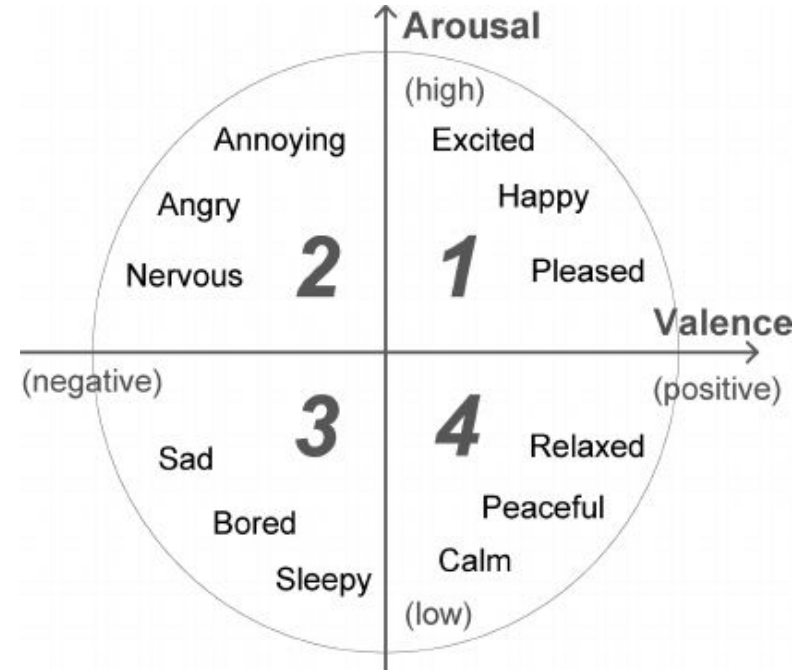 Arousal
(high)
Annoying
Excited
Angry
Happy
2
1
Nervous
Pleased
Valence
(negative)
(positive)
3
4
Sad
Relaxed
Bored
Peaceful
Sleepy
Calm
(low)